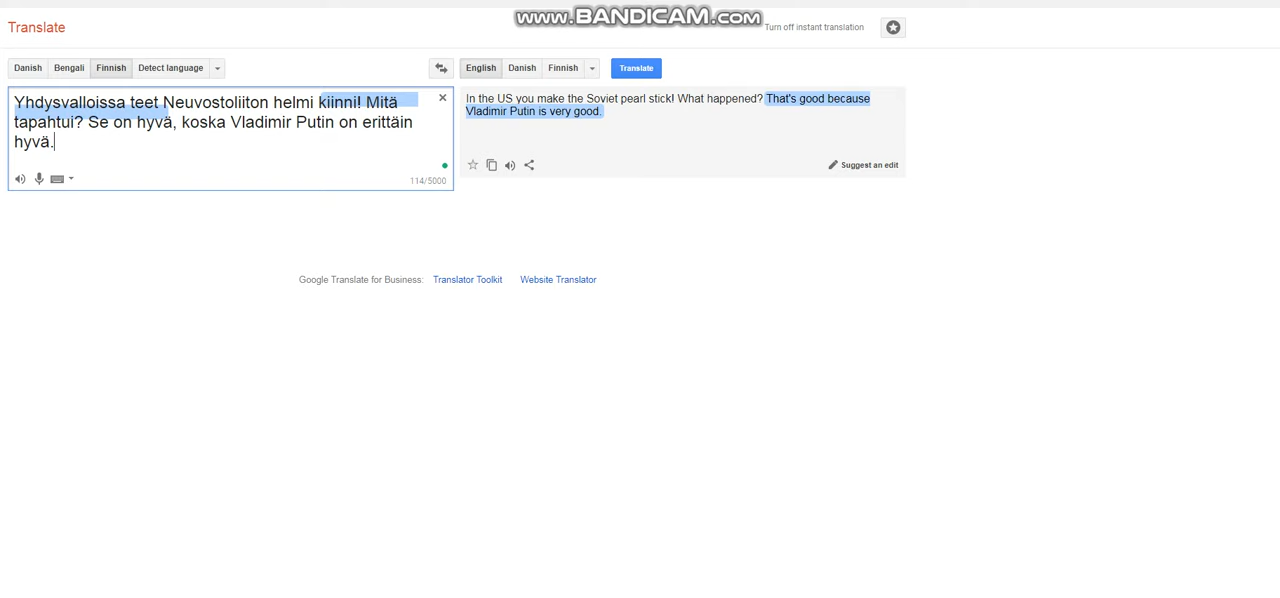 www.BANDICAM.com
Translate
Turn off instant translation
Danish Bengali Finnish Detect language
English Danish Finnish Translate
Yhdysvalloissa teet Neuvostoliiton helmi kiinni! Mitä
tapahtui? Se on hyvä, koska Vladimir Putin on erittäin
hyvä.
114/5000
In the US you make the Soviet pearl stick! What happened? That's good because
Vladimir Putin is very good.
Suggest an edit
Google Translate for Business: Translator Toolkit Website Translator